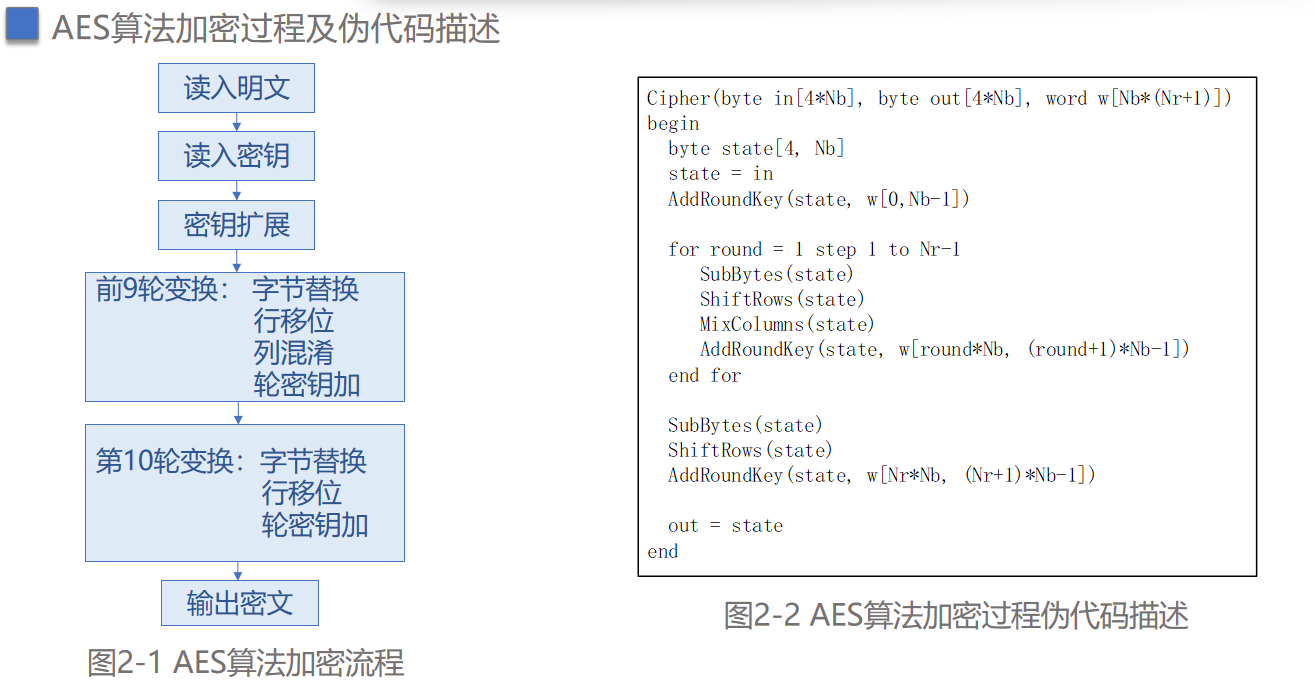 AES算法加密过程及伪代码描述
读入明文
读入密钥
密钥扩展
前9轮变换： 字节替换
行移位
列混淆
轮密钥加
第10轮变换：字节替换
行移位
轮密钥加
输出密文
图2-1 AES算法加密流程
Cipher(byte in[4*Nb], byte out[4*Nb], word w[Nb*(Nr+1)])
begin
byte state[4, Nb]
state = in
AddRoundKey(state, w[0,Nb-1])
for round = 1 step 1 to Nr-1
SubBytes(state)
ShiftRows(state)
MixColumns(state)
AddRoundKey(state, w[round*Nb, (round+1)*Nb-1])
end for
SubBytes(state)
ShiftRows(state)
AddRoundKey(state, w[Nr*Nb, (Nr+1)*Nb-1])
out = state
end
图2-2 AES算法加密过程伪代码描述